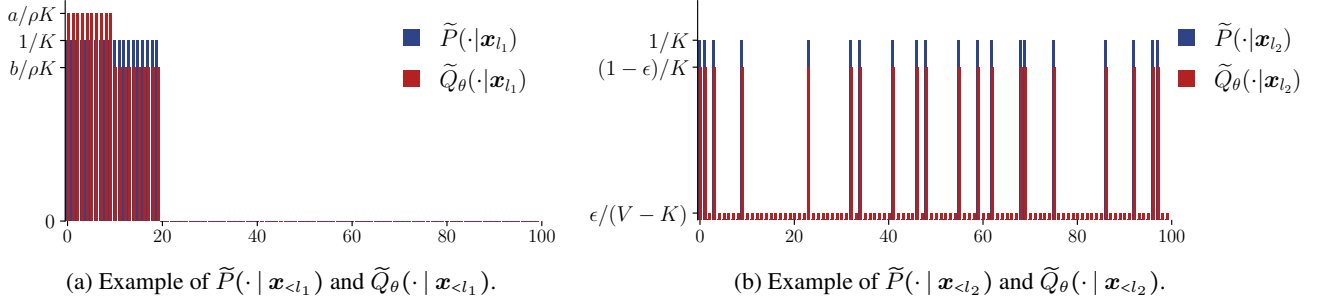 a/ρK
1/K
b/ρK
0
0 20 40 60 80 100
P̃(·|x_{l_1})
Q̃_θ(·|x_{l_1})
(a) Example of P̃(· | x_{<l_1}) and Q̃_θ(· | x_{<l_1}).
1/K
(1 − ϵ)/K
ϵ/(V − K)
0 20 40 60 80 100
P̃(·|x_{l_2})
Q̃_θ(·|x_{l_2})
(b) Example of P̃(· | x_{<l_2}) and Q̃_θ(· | x_{<l_2}).